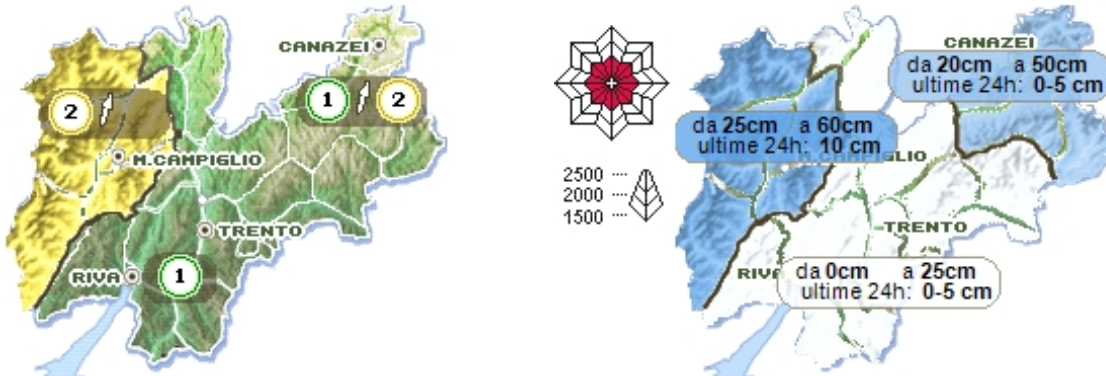 CANAZEI
2
1
2
M.CAMPIGLIO
TRENTO
RIVA
1
2500
2000
1500
CANAZEI
da 20cm a 50cm
ultime 24h: 0-5 cm
da 25cm a 60cm
ultime 24h: 10 cm
CAMPIGLIO
TRENTO
RIVA
da 0cm a 25cm
ultime 24h: 0-5 cm